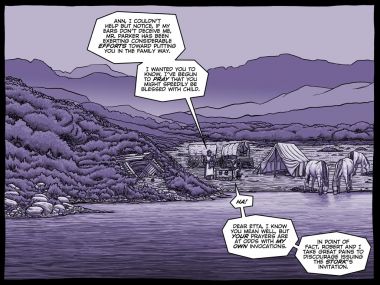 ANN, I COULDN'T
HELP BUT NOTICE, IF MY
EARS DON'T DECEIVE ME,
MR. PARKER HAS BEEN
EXERTING CONSIDERABLE
EFFORTS TOWARD PUTTING
YOU IN THE FAMILY WAY.
I WANTED YOU TO
KNOW, I'VE BEGUN
TO PRAY THAT YOU
MIGHT SPEEDILY BE
BLESSED WITH CHILD.
HA!
DEAR ETTA, I KNOW
YOU MEAN WELL, BUT
YOUR PRAYERS ARE
AT ODDS WITH MY
OWN INVOCATIONS.
IN POINT OF
FACT, ROBERT AND I
TAKE GREAT PAINS TO
DISCOURAGE ISSUING
THE STORK'S
INVITATION.